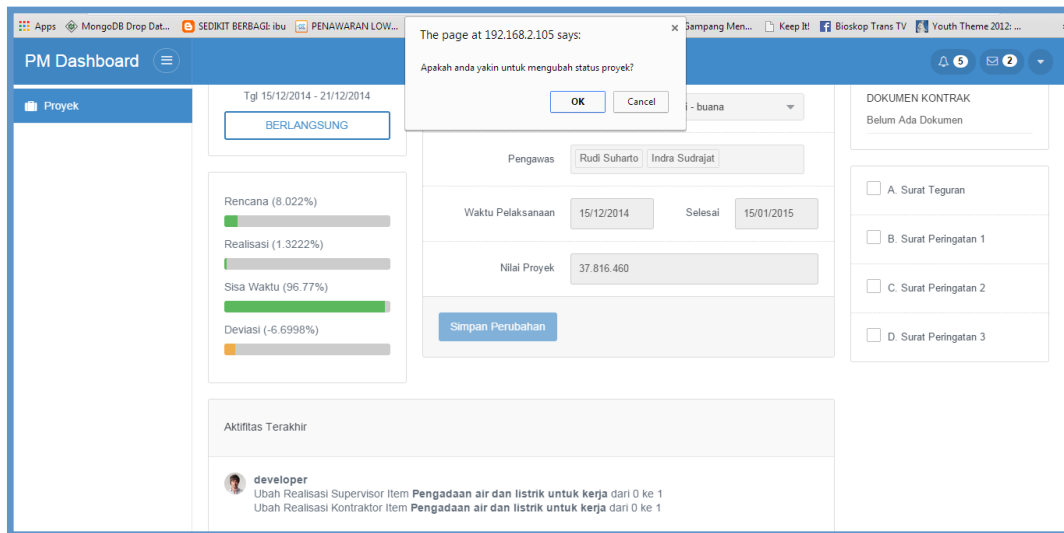 Apps MongoDB Drop Dat... SEDIKIT BERBAGI: ibu PENAWARAN LOW... Gampang Men... Keep It! Bioskop Trans TV Youth Theme 2012: ...
The page at 192.168.2.105 says:
Apakah anda yakin untuk mengubah status proyek?
OK Cancel
PM Dashboard
5 2
Proyek
Tgl 15/12/2014 - 21/12/2014
BERLANGSUNG
Rencana (8.022%)
Realisasi (1.3222%)
Sisa Waktu (96.77%)
Deviasi (-6.6998%)
- buana
Pengawas Rudi Suharto Indra Sudrajat
Waktu Pelaksanaan 15/12/2014 Selesai 15/01/2015
Nilai Proyek 37.816.460
Simpan Perubahan
DOKUMEN KONTRAK
Belum Ada Dokumen
A. Surat Teguran
B. Surat Peringatan 1
C. Surat Peringatan 2
D. Surat Peringatan 3
Aktifitas Terakhir
developer
Ubah Realisasi Supervisor Item Pengadaan air dan listrik untuk kerja dari 0 ke 1
Ubah Realisasi Kontraktor Item Pengadaan air dan listrik untuk kerja dari 0 ke 1